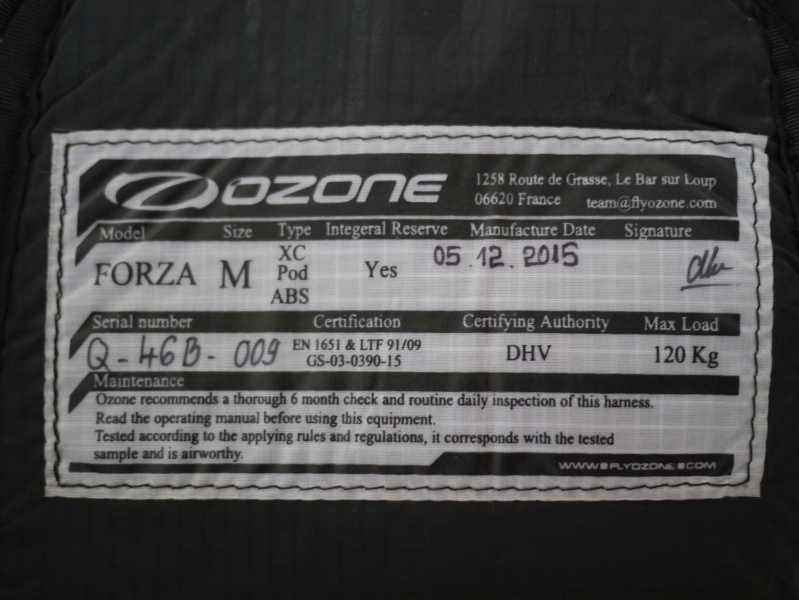 OZONE
1258 Route de Grasse, Le Bar sur Loup
06620 France team@flyozone.com
Model Size Type Integeral Reserve Manufacture Date Signature
FORZA M XC Pod ABS Yes 05.12.2015
Serial number Certification Certifying Authority Max Load
Q-46B-009 EN 1651 & LTF 91/09 GS-03-0390-15 DHV 120 Kg
Maintenance
Ozone recommends a thorough 6 month check and routine daily inspection of this harness.
Read the operating manual before using this equipment.
Tested according to the applying rules and regulations, it corresponds with the tested
sample and is airworthy.
WWW.FLYOZONE.COM